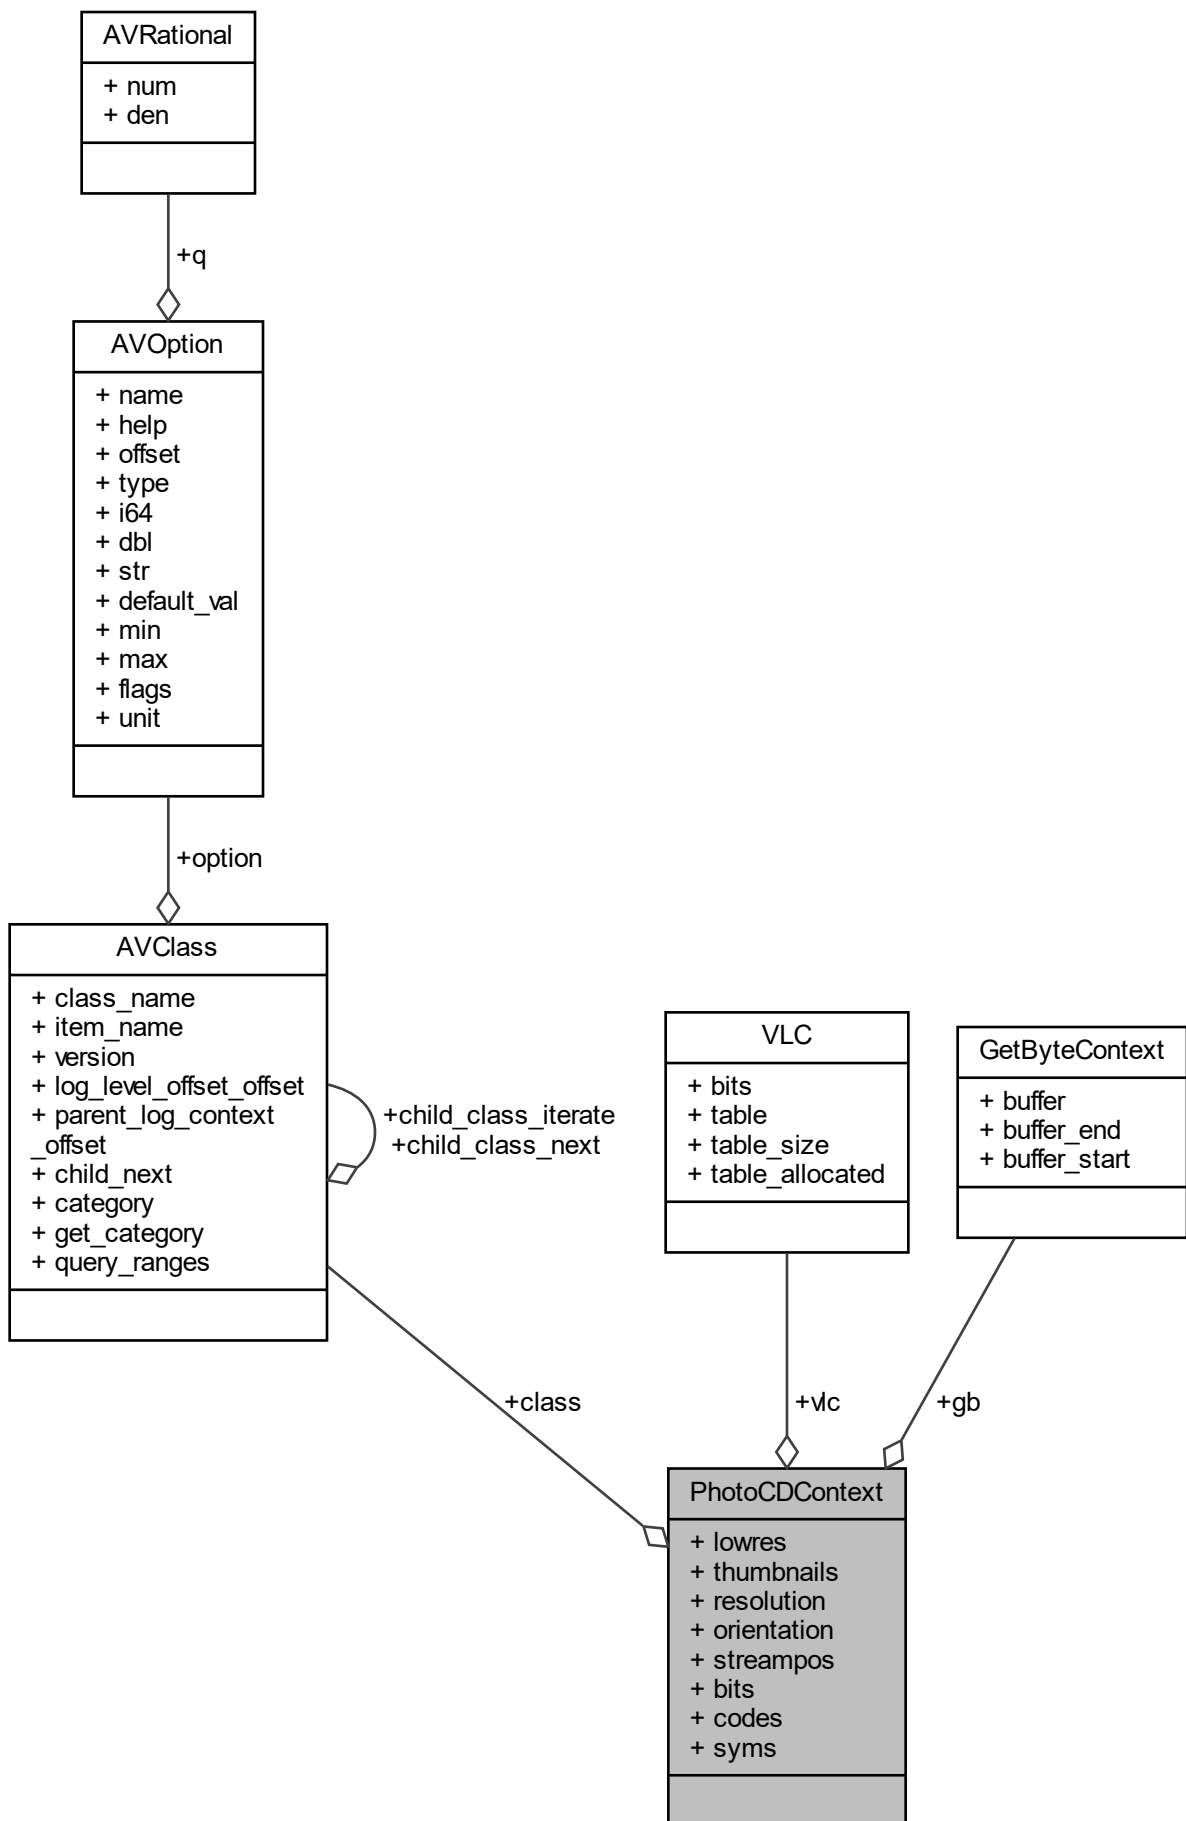 AVRational
+ num
+ den
+q
AVOption
+ name
+ help
+ offset
+ type
+ i64
+ dbl
+ str
+ default_val
+ min
+ max
+ flags
+ unit
+option
AVClass
+ class_name
+ item_name
+ version
+ log_level_offset_offset
+ parent_log_context
_offset
+ child_next
+ category
+ get_category
+ query_ranges
+child_class_iterate
+child_class_next
VLC
+ bits
+ table
+ table_size
+ table_allocated
GetByteContext
+ buffer
+ buffer_end
+ buffer_start
+class
+vlc
+gb
PhotoCDContext
+ lowres
+ thumbnails
+ resolution
+ orientation
+ streampos
+ bits
+ codes
+ syms